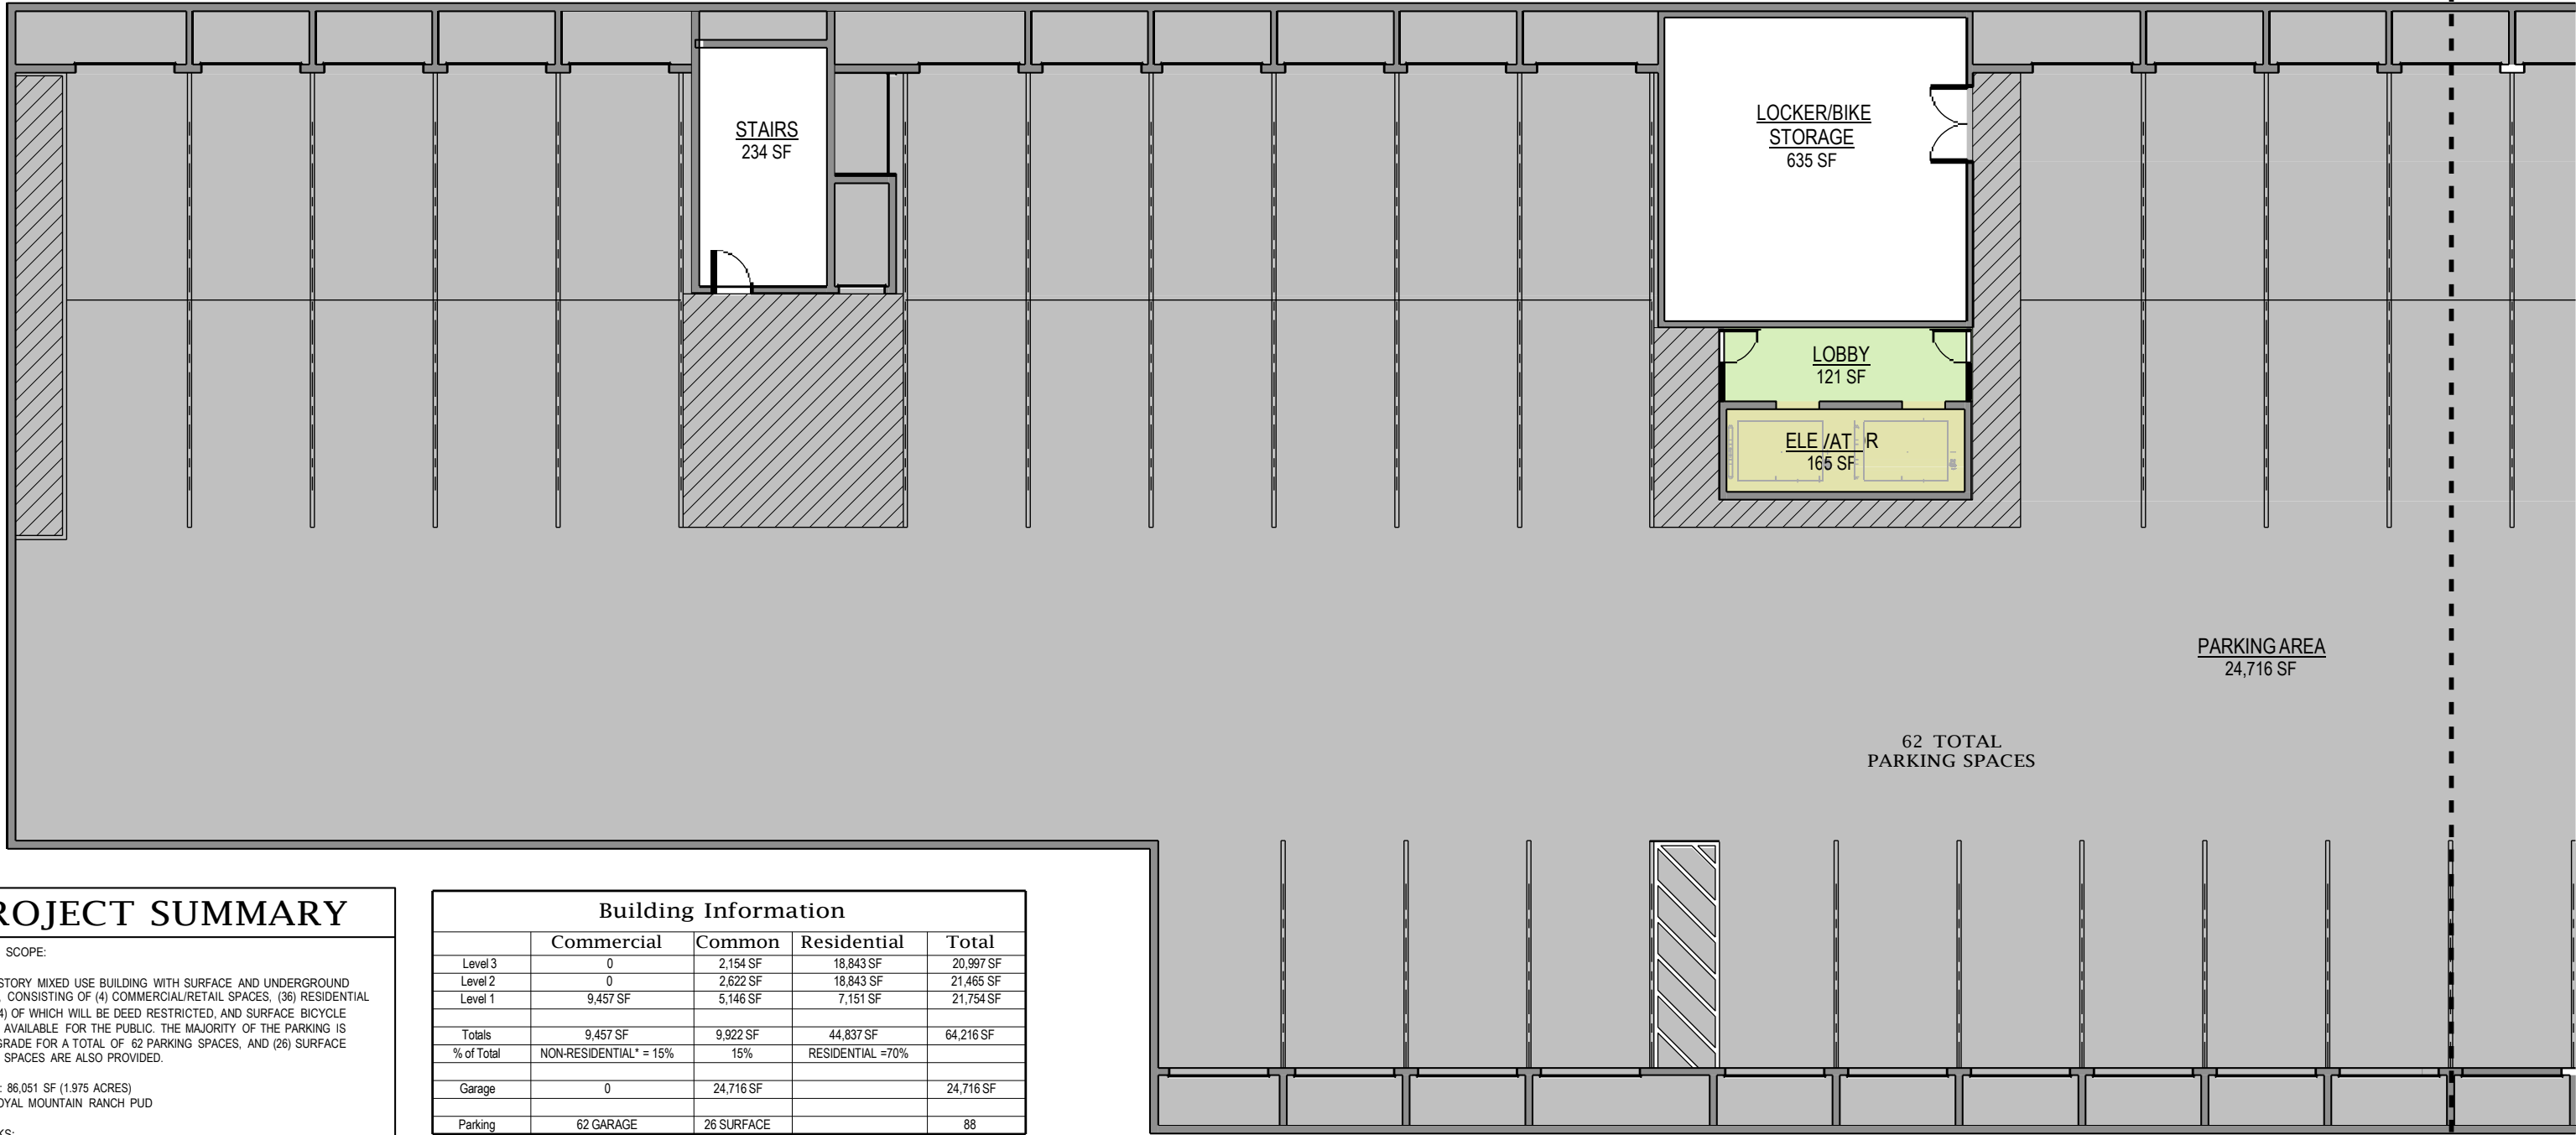 STAIRS
234 SF
LOCKER/BIKE
STORAGE
635 SF
LOBBY
121 SF
165 SF
PARKING AREA
24,716 SF
62 TOTAL
PARKING SPACES
ROJECT SUMMARY
SCOPE:
STORY MIXED USE BUILDING WITH SURFACE AND UNDERGROUND
, CONSISTING OF (4) COMMERCIAL/RETAIL SPACES, (36) RESIDENTIAL
4) OF WHICH WILL BE DEED RESTRICTED, AND SURFACE BICYCLE
AVAILABLE FOR THE PUBLIC. THE MAJORITY OF THE PARKING IS
GRADE FOR A TOTAL OF 62 PARKING SPACES, AND (26) SURFACE
SPACES ARE ALSO PROVIDED.
: 86,051 SF (1.975 ACRES)
OYAL MOUNTAIN RANCH PUD
KS:
Building Information
Commercial Common Residential Total
Level 3 0 2,154 SF 18,843 SF 20,997 SF
Level 2 0 2,622 SF 18,843 SF 21,465 SF
Level 1 9,457 SF 5,146 SF 7,151 SF 21,754 SF
Totals 9,457 SF 9,922 SF 44,837 SF 64,216 SF
% of Total NON-RESIDENTIAL* = 15% 15% RESIDENTIAL =70%
Garage 0 24,716 SF 24,716 SF
Parking 62 GARAGE 26 SURFACE 88